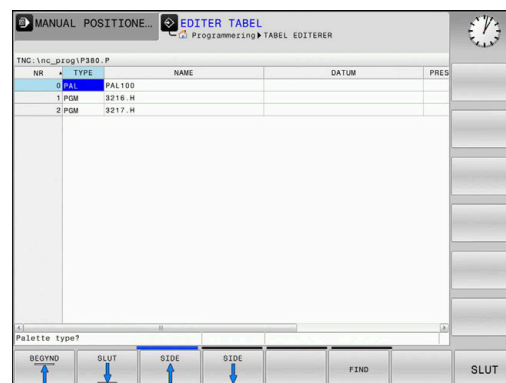 MANUAL POSITIONE...
EDITER TABEL
Programmering▶TABEL EDITERER
TNC:\nc_prog\P380.P
NR TYPE NAME DATUM PRES
0 PAL PAL100
1 PGM 3216.H
2 PGM 3217.H
Palette type?
BEGYND SLUT SIDE SIDE FIND SLUT